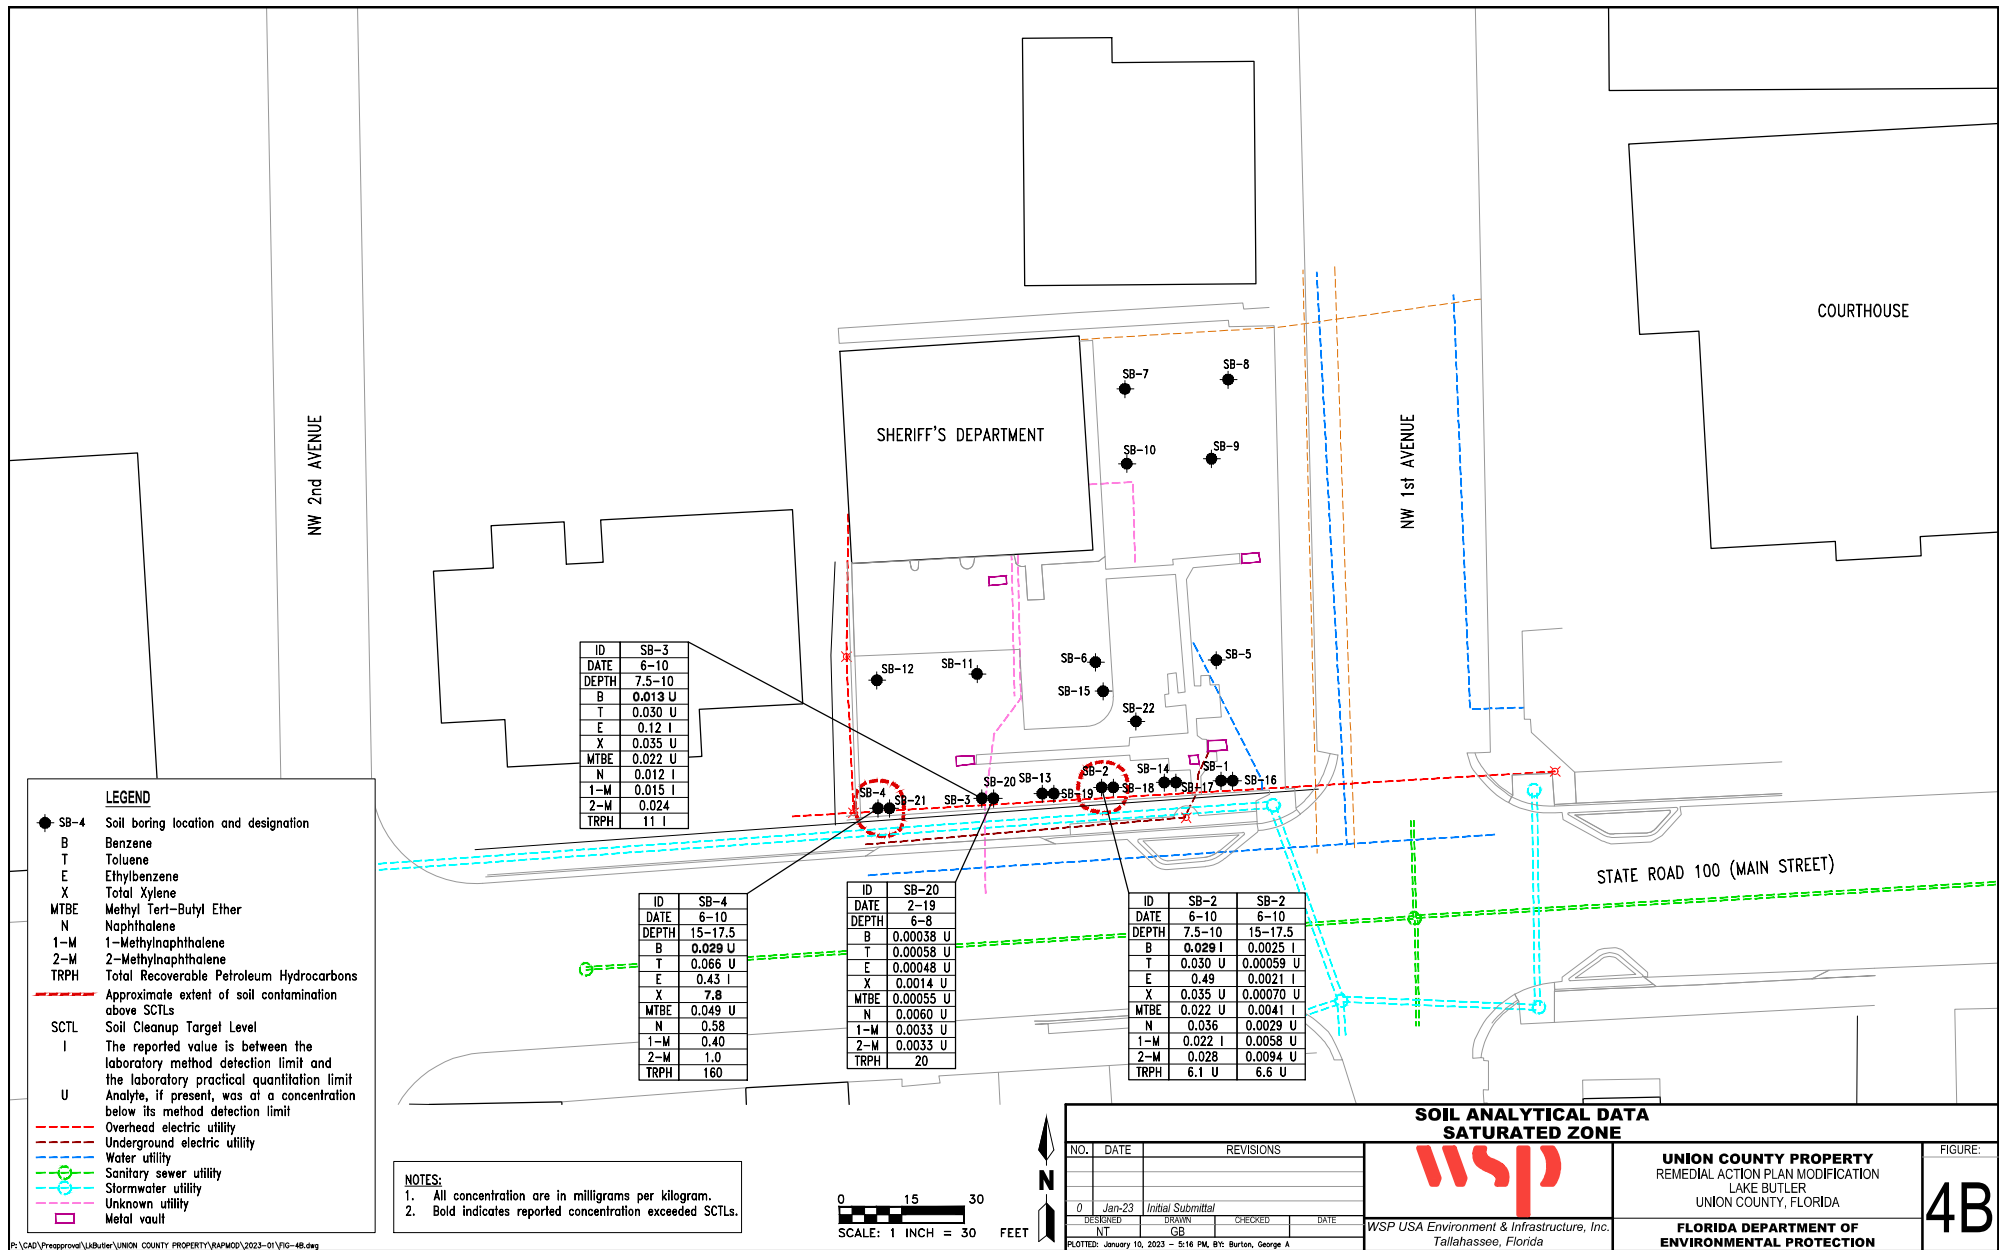 COURTHOUSE
SB-7
SB-8
SHERIFF'S DEPARTMENT
SB-10
SB-9
NW 2nd AVENUE
NW 1st AVENUE
SB-12
SB-11
SB-6
SB-5
SB-15
SB-22
SB-4
SB-21
SB-3
SB-20
SB-13
SB-19
SB-2
SB-18
SB-14
SB-17
SB-1
SB-16
STATE ROAD 100 (MAIN STREET)
ID SB-3
DATE 6-10
DEPTH 7.5-10
B 0.013 U
T 0.030 U
E 0.12 I
X 0.035 U
MTBE 0.022 U
N 0.012 I
1-M 0.015 I
2-M 0.024
TRPH 11 I
ID SB-4
DATE 6-10
DEPTH 15-17.5
B 0.029 U
T 0.066 U
E 0.43 I
X 7.8
MTBE 0.049 U
N 0.58
1-M 0.40
2-M 1.0
TRPH 160
ID SB-20
DATE 2-19
DEPTH 6-8
B 0.00038 U
T 0.00058 U
E 0.00048 U
X 0.0014 U
MTBE 0.00055 U
N 0.0060 U
1-M 0.0033 U
2-M 0.0033 U
TRPH 20
ID SB-2 SB-2
DATE 6-10 6-10
DEPTH 7.5-10 15-17.5
B 0.029 I 0.0025 I
T 0.030 U 0.00059 U
E 0.49 0.0021 I
X 0.035 U 0.00070 U
MTBE 0.022 U 0.0041 I
N 0.036 0.0029 U
1-M 0.022 I 0.0058 U
2-M 0.028 0.0094 U
TRPH 6.1 U 6.6 U
LEGEND
SB-4 Soil boring location and designation
B Benzene
T Toluene
E Ethylbenzene
X Total Xylene
MTBE Methyl Tert-Butyl Ether
N Naphthalene
1-M 1-Methylnaphthalene
2-M 2-Methylnaphthalene
TRPH Total Recoverable Petroleum Hydrocarbons
Approximate extent of soil contamination
above SCTLs
SCTL Soil Cleanup Target Level
I The reported value is between the
laboratory method detection limit and
the laboratory practical quantitation limit
U Analyte, if present, was at a concentration
below its method detection limit
Overhead electric utility
Underground electric utility
Water utility
Sanitary sewer utility
Stormwater utility
Unknown utility
Metal vault
NOTES:
1. All concentration are in milligrams per kilogram.
2. Bold indicates reported concentration exceeded SCTLs.
0 15 30
SCALE: 1 INCH = 30 FEET
N
SOIL ANALYTICAL DATA
SATURATED ZONE
NO. DATE REVISIONS
0 Jan-23 Initial Submittal
DESIGNED DRAWN CHECKED DATE
NT GB
PLOTTED: January 10, 2023 - 5:16 PM, BY: Burton, George A
wsp
WSP USA Environment & Infrastructure, Inc.
Tallahassee, Florida
UNION COUNTY PROPERTY
REMEDIAL ACTION PLAN MODIFICATION
LAKE BUTLER
UNION COUNTY, FLORIDA
FLORIDA DEPARTMENT OF
ENVIRONMENTAL PROTECTION
FIGURE:
4B
P:\CAD\Preapproval\LkButler\UNION COUNTY PROPERTY\RAPMOD\2023-01\FIG-4B.dwg